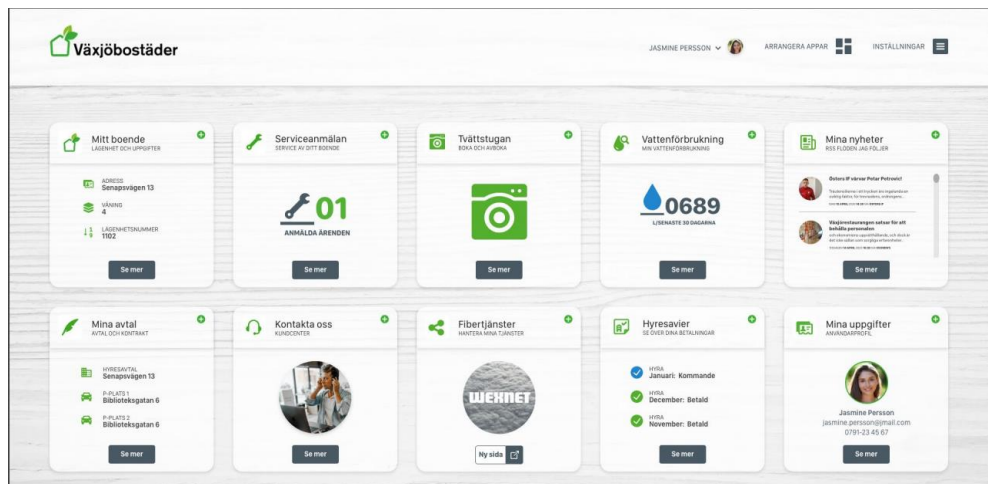 Växjöbostäder
JASMINE PERSSON
ARRANGERA APPAR
INSTÄLLNINGAR
Mitt boende
LÄGENHET OCH UPPGIFTER
ADRESS
Senapsvägen 13
VÅNING
4
LÄGENHETSNUMMER
1102
Se mer
Serviceanmälan
SERVICE AV DITT BOENDE
01
ANMÄLDA ÄRENDEN
Se mer
Tvättstugan
BOKA OCH AVBOKA
Se mer
Vattenförbrukning
MIN VATTENFÖRBRUKNING
0689
L/SENASTE 30 DAGARNA
Se mer
Mina nyheter
RSS FLÖDEN JAG FÖLJER
Östers IF värvar Petar Petrovic!
Växjörestaurangen satsar för att
behålla personalen
Se mer
Mina avtal
AVTAL OCH KONTRAKT
HYRESAVTAL
Senapsvägen 13
P-PLATS 1
Biblioteksgatan 6
P-PLATS 2
Biblioteksgatan 6
Se mer
Kontakta oss
KUNDCENTER
Se mer
Fibertjänster
HANTERA MINA TJÄNSTER
WEXNET
Ny sida
Hyresavier
SE ÖVER DINA BETALNINGAR
HYRA
Januari: Kommande
HYRA
December: Betald
HYRA
November: Betald
Se mer
Mina uppgifter
ANVÄNDARPROFIL
Jasmine Persson
jasmine.persson@jmail.com
0791-23 45 67
Se mer